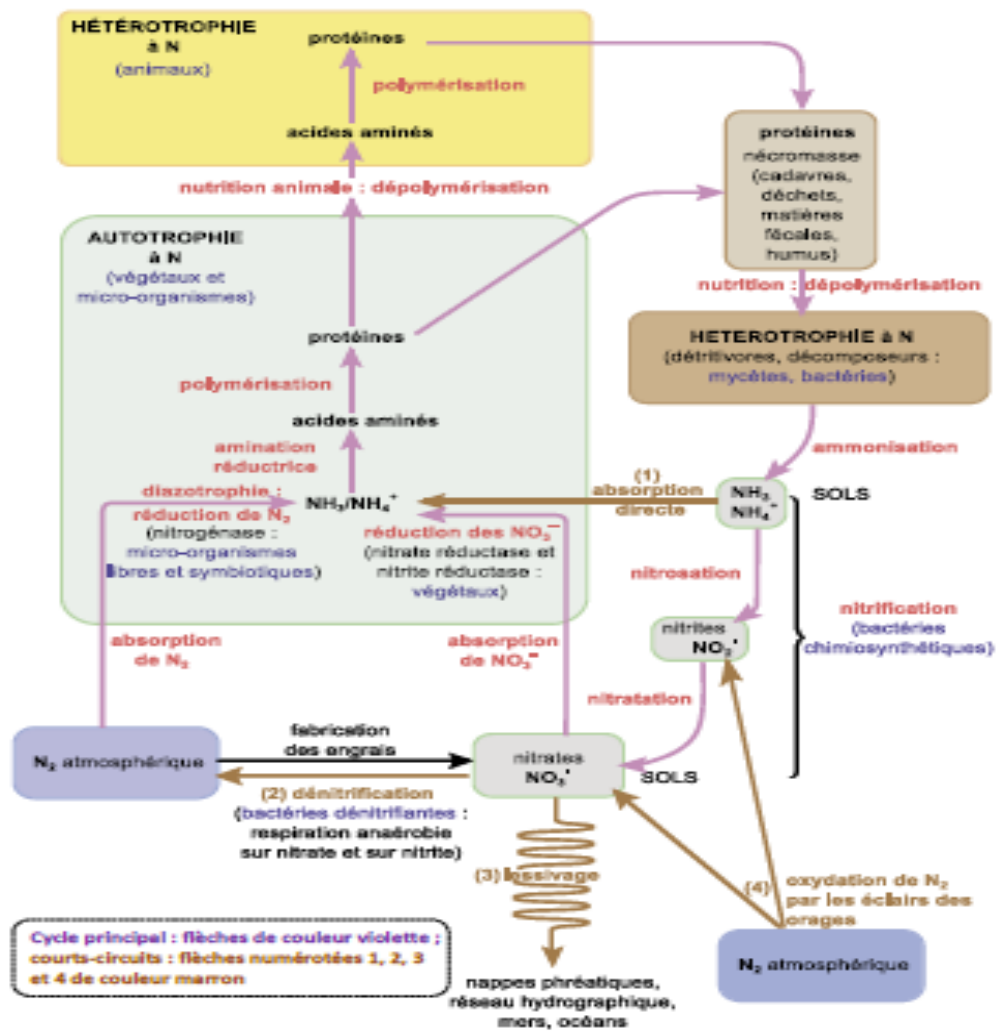 HÉTÉROTROPHIE
à N
(animaux)
protéines
polymérisation
acides aminés
nutrition animale : dépolymérisation
protéines
nécromasse
(cadavres,
déchets,
matières
fécales,
humus)
nutrition : dépolymérisation
AUTOTROPHIE
à N
(végétaux et
micro-organismes)
protéines
polymérisation
acides aminés
amination
réductrice
diazotrophie :
réduction de N₂
(nitrogénase :
micro-organismes
libres et symbiotiques)
NH₃/NH₄⁺
réduction des NO₃⁻
(nitrate réductase et
nitrite réductase :
végétaux)
HETEROTROPHIE à N
(détritivores, décomposeurs :
mycètes, bactéries)
ammonisation
(1)
absorption
directe
NH₃
NH₄⁺
SOLS
nitrosation
nitrites
NO₂⁻
nitrification
(bactéries
chimiosynthétiques)
nitratation
absorption
de N₂
absorption
de NO₃⁻
N₂ atmosphérique
fabrication
des engrais
(2) dénitrification
(bactéries dénitrifiantes :
respiration anaérobie
sur nitrate et sur nitrite)
nitrates
NO₃⁻
SOLS
(3) lessivage
(4)
oxydation de N₂
par les éclairs des
orages
N₂ atmosphérique
nappes phréatiques,
réseau hydrographique,
mers, océans
Cycle principal : flèches de couleur violette ;
courts-circuits : flèches numérotées 1, 2, 3
et 4 de couleur marron